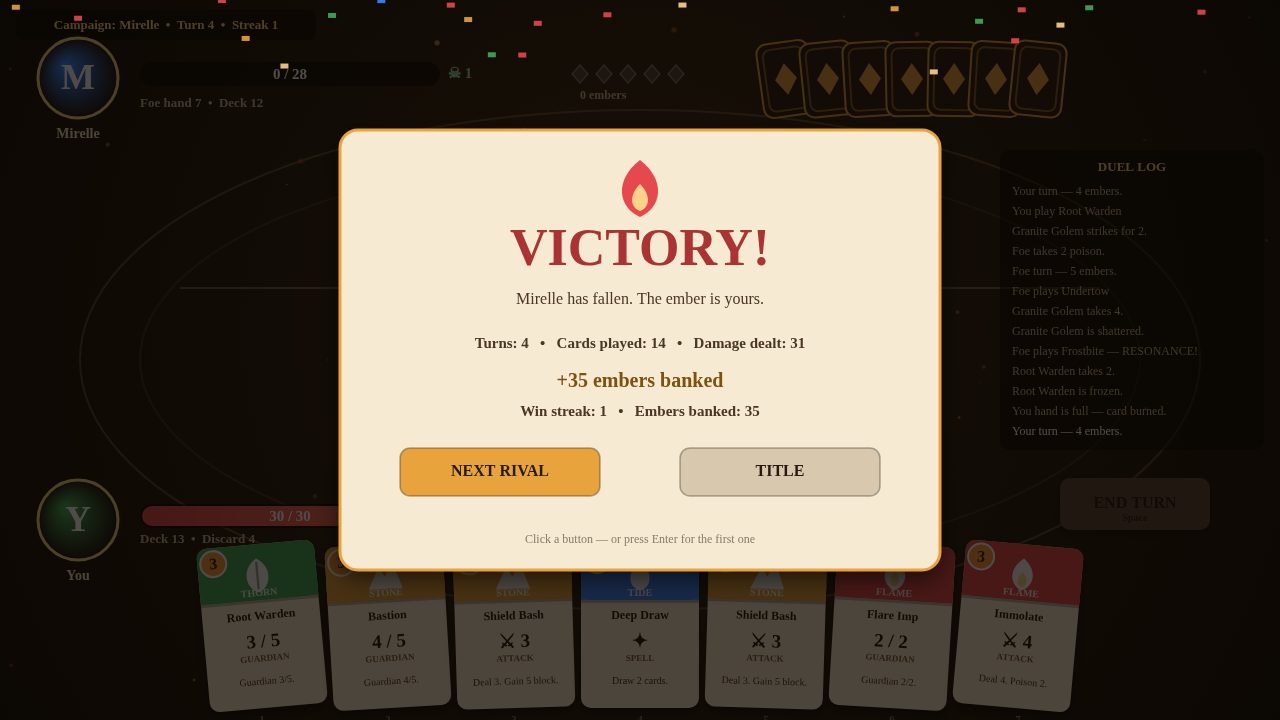 Campaign: Mirelle • Turn 4 • Streak 1
M
0 / 28
☠ 1
Foe hand 7 • Deck 12
0 embers
Mirelle
VICTORY!
Mirelle has fallen. The ember is yours.
Turns: 4 • Cards played: 14 • Damage dealt: 31
+35 embers banked
Win streak: 1 • Embers banked: 35
NEXT RIVAL
TITLE
Click a button — or press Enter for the first one
DUEL LOG
Your turn — 4 embers.
You play Root Warden
Granite Golem strikes for 2.
Foe takes 2 poison.
Foe turn — 5 embers.
Foe plays Undertow
Granite Golem takes 4.
Granite Golem is shattered.
Foe plays Frostbite — RESONANCE!
Root Warden takes 2.
Root Warden is frozen.
You hand is full — card burned.
Your turn — 4 embers.
END TURN
Space
Y
30 / 30
Deck 13 • Discard 4
You
3
THORN
Root Warden
3 / 5
GUARDIAN
Guardian 3/5.
1
STONE
Bastion
4 / 5
GUARDIAN
Guardian 4/5.
2
STONE
Shield Bash
⚔ 3
ATTACK
Deal 3. Gain 5 block.
3
TIDE
Deep Draw
✦
SPELL
Draw 2 cards.
4
STONE
Shield Bash
⚔ 3
ATTACK
Deal 3. Gain 5 block.
5
FLAME
Flare Imp
2 / 2
GUARDIAN
Guardian 2/2.
6
3
FLAME
Immolate
⚔ 4
ATTACK
Deal 4. Poison 2.
7